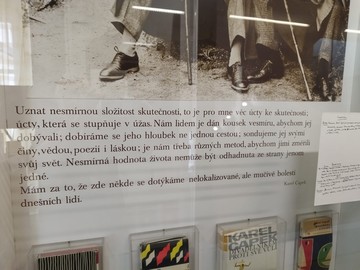 Uznat nesmírnou složitost skutečnosti, to je pro mne věc úcty ke skutečnosti;
úcty, která se stupňuje v úžas. Nám lidem je dán kousek vesmíru, abychom jej
dobývali; dobíráme se jeho hloubek ne jednou cestou; sondujeme jej svými
činy, vědou, poezií i láskou; je nám třeba různých metod, abychom jimi změřili
svůj svět. Nesmírná hodnota života nemůže být odhadnuta ze strany jenom
jedné.
Mám za to, že zde někde se dotýkáme nelokalizované, ale mučivé bolesti
dnešních lidí.
Karel Čapek
KAREL
ČAPEK